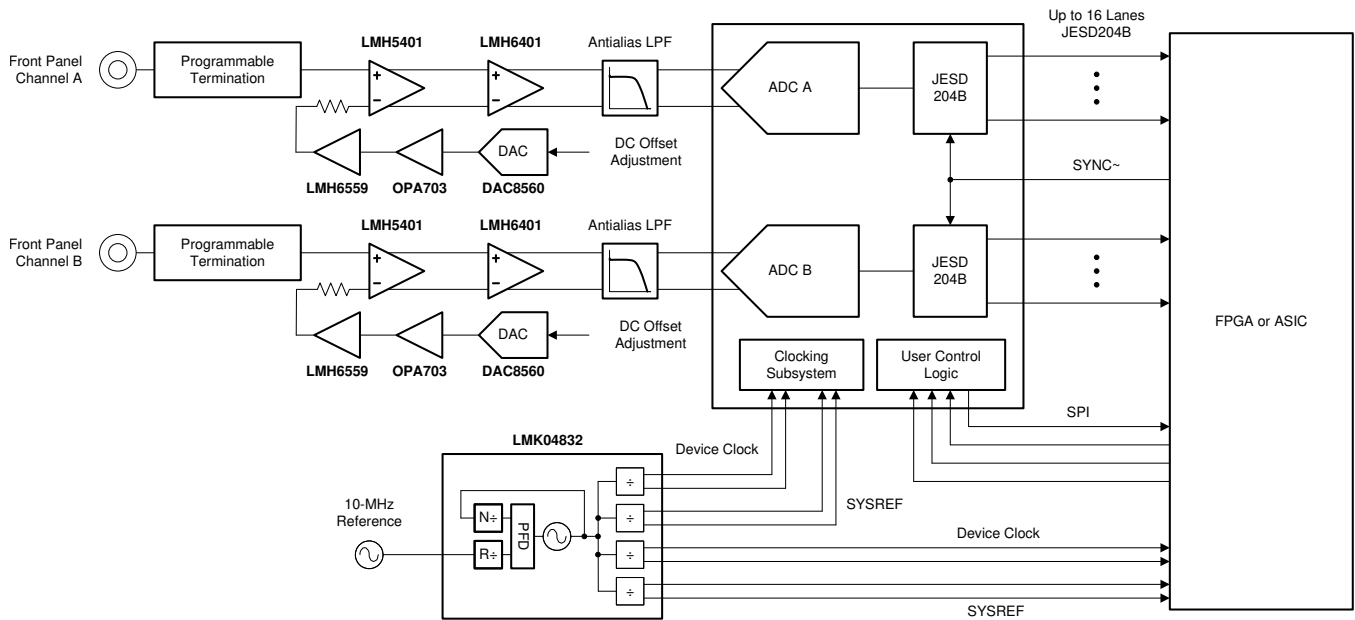 Up to 16 Lanes
JESD204B
LMH5401
LMH6401
Antialias LPF
Front Panel
Channel A
Programmable
Termination
+
−
+
−
ADC A
JESD
204B
DAC
DC Offset
Adjustment
LMH6559
OPA703
DAC8560
SYNC~
LMH5401
LMH6401
Antialias LPF
Front Panel
Channel B
Programmable
Termination
+
−
+
−
ADC B
JESD
204B
FPGA or ASIC
DAC
DC Offset
Adjustment
LMH6559
OPA703
DAC8560
Clocking
Subsystem
User Control
Logic
SPI
LMK04832
Device Clock
÷
SYSREF
10-MHz
Reference
N÷
PFD
R÷
÷
÷
÷
Device Clock
SYSREF